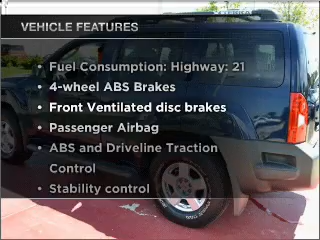 VEHICLE FEATURES
• Fuel Consumption: Highway: 21
• 4-wheel ABS Brakes
• Front Ventilated disc brakes
• Passenger Airbag
• ABS and Driveline Traction
Control
• Stability control